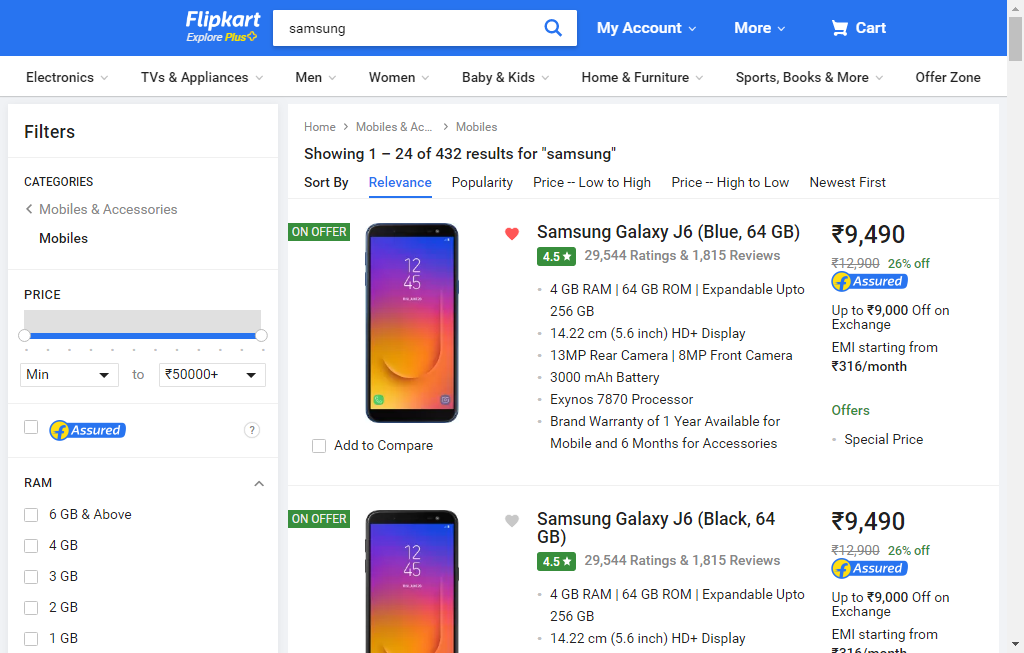 Flipkart
Explore Plus
samsung
My Account
More
Cart
Electronics
TVs & Appliances
Men
Women
Baby & Kids
Home & Furniture
Sports, Books & More
Offer Zone
Filters
CATEGORIES
Mobiles & Accessories
Mobiles
PRICE
Min
to
₹50000+
Assured
?
RAM
6 GB & Above
4 GB
3 GB
2 GB
1 GB
Home
Mobiles & Ac...
Mobiles
Showing 1 – 24 of 432 results for "samsung"
Sort By
Relevance
Popularity
Price -- Low to High
Price -- High to Low
Newest First
ON OFFER
12
45
Add to Compare
Samsung Galaxy J6 (Blue, 64 GB)
4.5 ★
29,544 Ratings & 1,815 Reviews
4 GB RAM | 64 GB ROM | Expandable Upto
256 GB
14.22 cm (5.6 inch) HD+ Display
13MP Rear Camera | 8MP Front Camera
3000 mAh Battery
Exynos 7870 Processor
Brand Warranty of 1 Year Available for
Mobile and 6 Months for Accessories
₹9,490
₹12,900 26% off
Assured
Up to ₹9,000 Off on
Exchange
EMI starting from
₹316/month
Offers
Special Price
ON OFFER
12
45
Samsung Galaxy J6 (Black, 64
GB)
4.5 ★
29,544 Ratings & 1,815 Reviews
4 GB RAM | 64 GB ROM | Expandable Upto
256 GB
14.22 cm (5.6 inch) HD+ Display
₹9,490
₹12,900 26% off
Assured
Up to ₹9,000 Off on
Exchange
EMI starting from
₹316/month